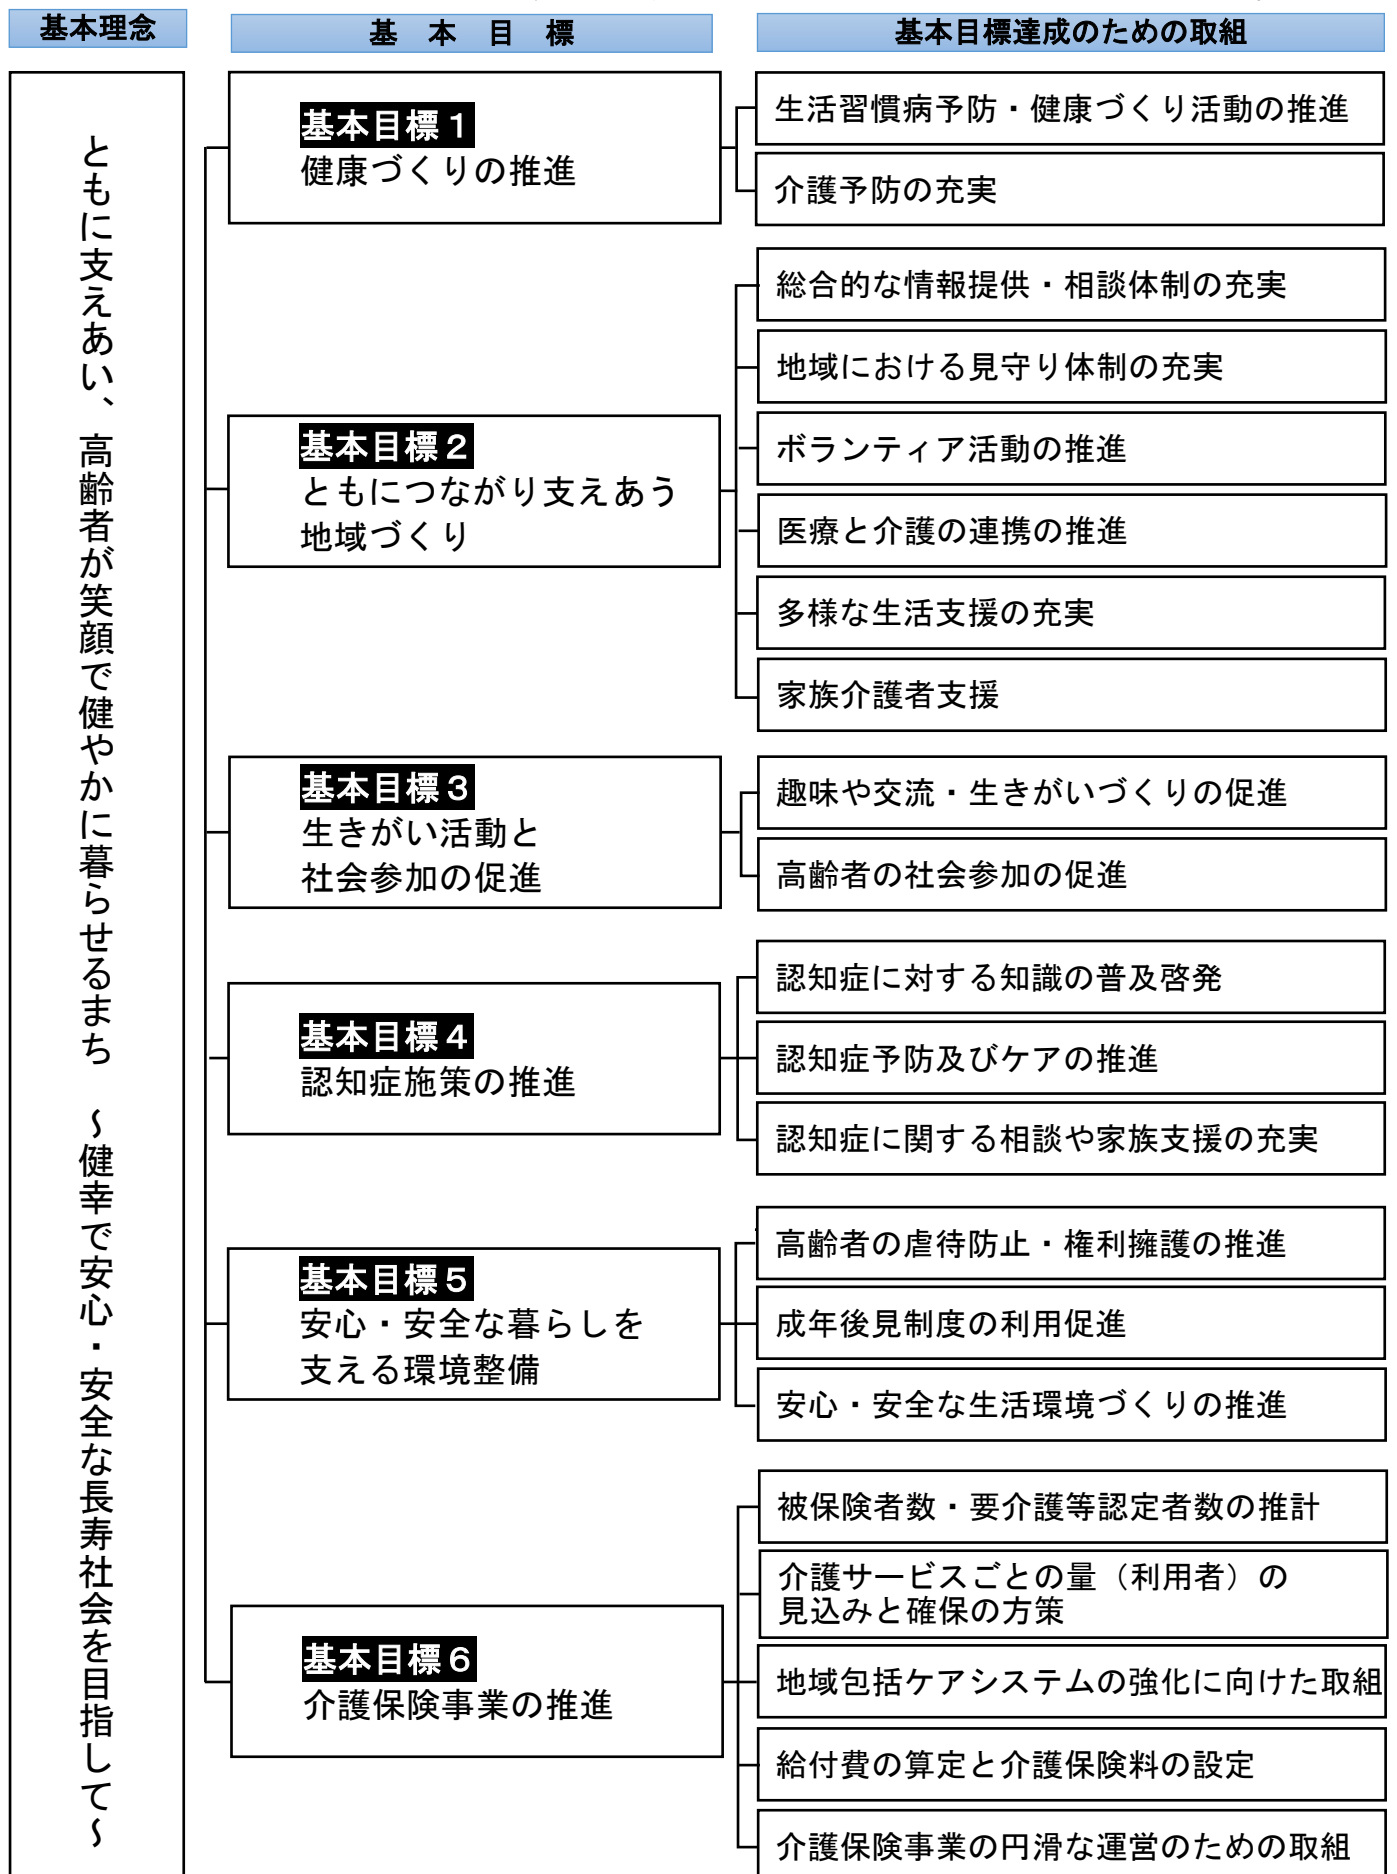 基本理念
基本目標
基本目標達成のための取組
ともに支えあい、高齢者が笑顔で健やかに暮らせるまち ～健幸で安心・安全な長寿社会を目指して～
基本目標１
健康づくりの推進
生活習慣病予防・健康づくり活動の推進
介護予防の充実
基本目標２
ともにつながり支えあう
地域づくり
総合的な情報提供・相談体制の充実
地域における見守り体制の充実
ボランティア活動の推進
医療と介護の連携の推進
多様な生活支援の充実
家族介護者支援
基本目標３
生きがい活動と
社会参加の促進
趣味や交流・生きがいづくりの促進
高齢者の社会参加の促進
基本目標４
認知症施策の推進
認知症に対する知識の普及啓発
認知症予防及びケアの推進
認知症に関する相談や家族支援の充実
基本目標５
安心・安全な暮らしを
支える環境整備
高齢者の虐待防止・権利擁護の推進
成年後見制度の利用促進
安心・安全な生活環境づくりの推進
基本目標６
介護保険事業の推進
被保険者数・要介護等認定者数の推計
介護サービスごとの量（利用者）の
見込みと確保の方策
地域包括ケアシステムの強化に向けた取組
給付費の算定と介護保険料の設定
介護保険事業の円滑な運営のための取組